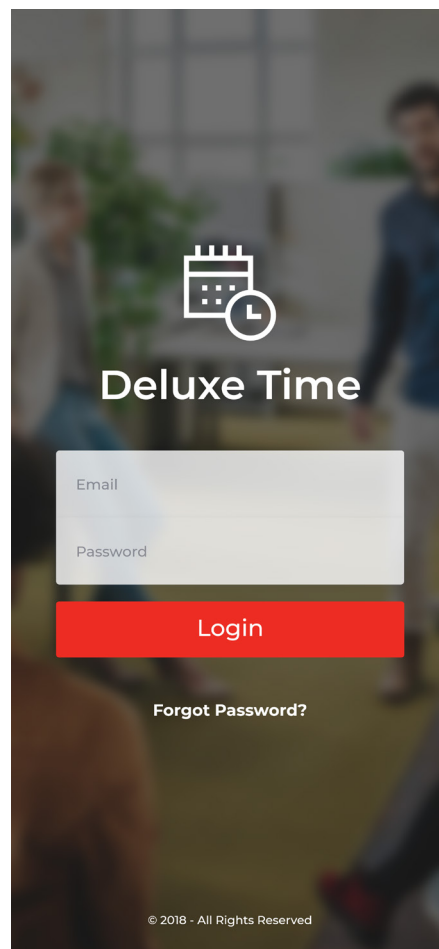 Deluxe Time
Email
Password
Login
Forgot Password?
© 2018 - All Rights Reserved